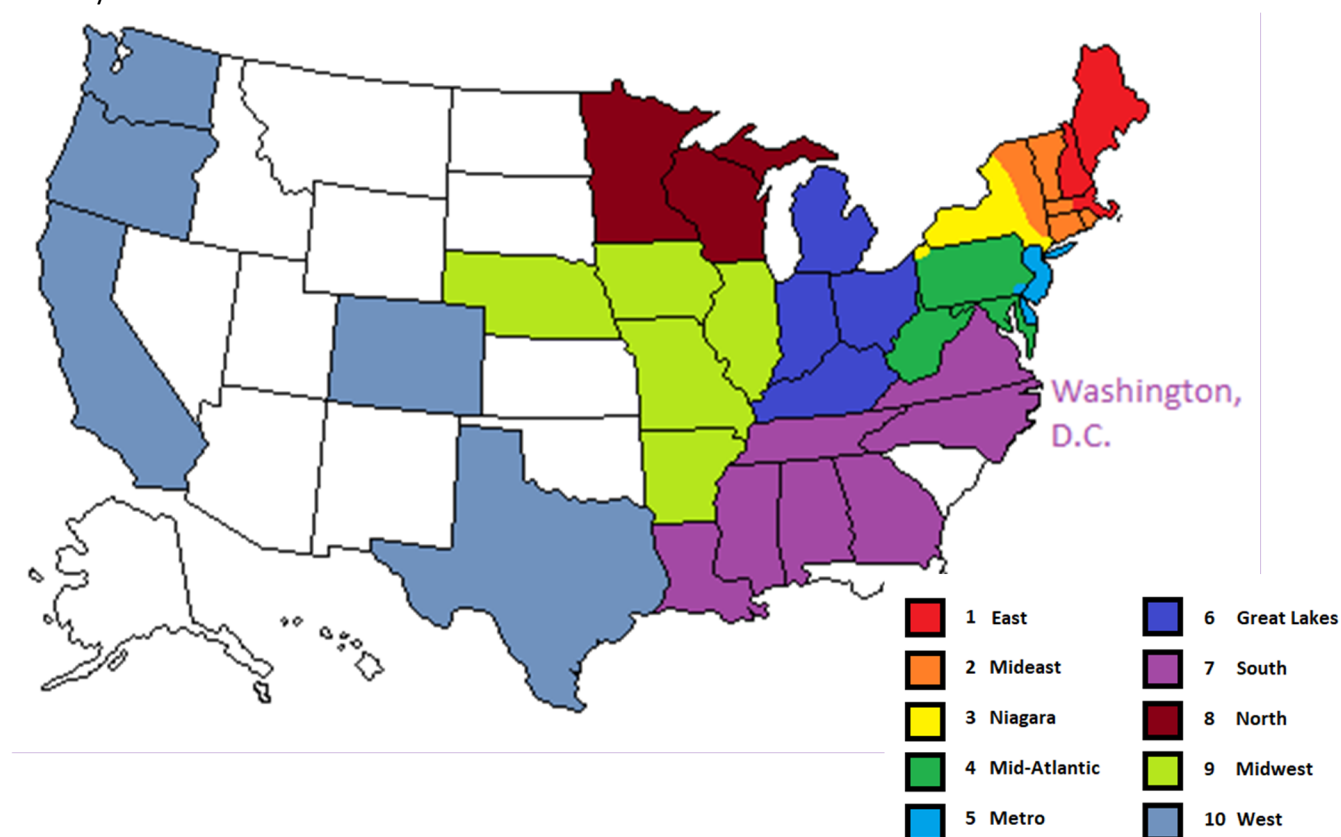 Washington,
D.C.
1 East
2 Mideast
3 Niagara
4 Mid-Atlantic
5 Metro
6 Great Lakes
7 South
8 North
9 Midwest
10 West